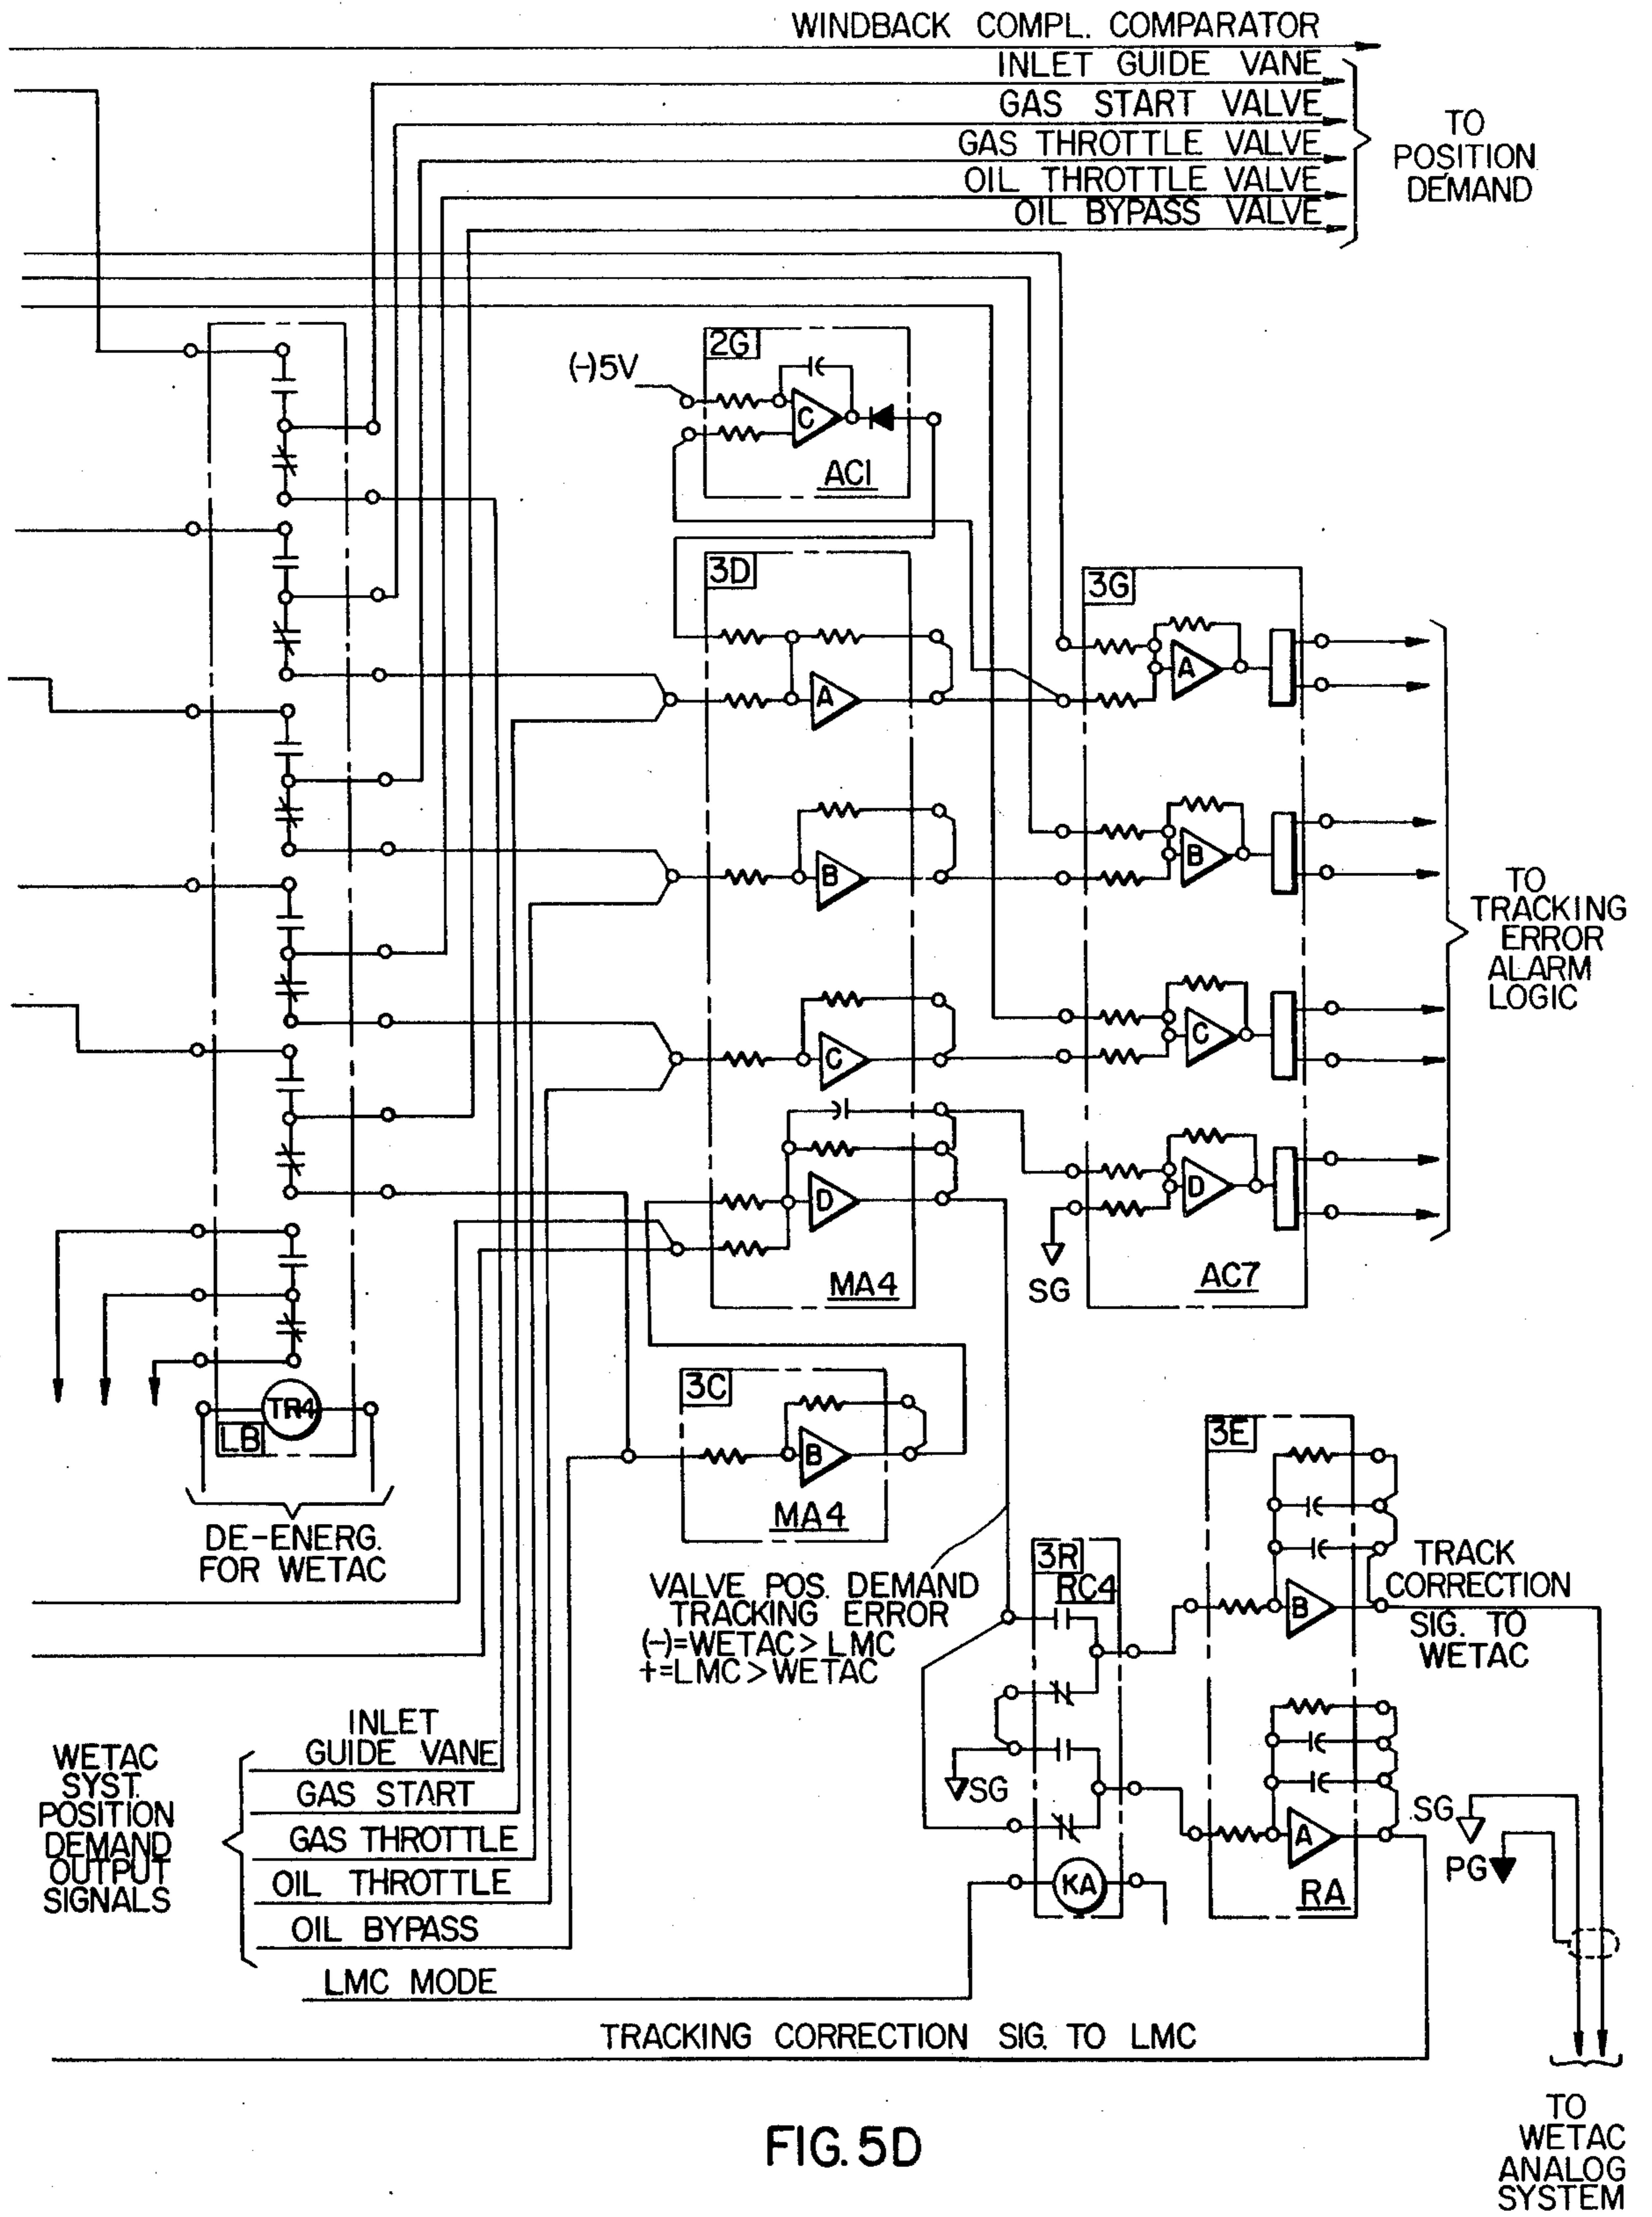 WINDBACK COMPL. COMPARATOR
INLET GUIDE VANE
GAS START VALVE
GAS THROTTLE VALVE
OIL THROTTLE VALVE
OIL BYPASS VALVE
TO
POSITION
DEMAND
2G
(-)5V
C
AC1
3D
3G
A
A
B
B
TO
TRACKING
ERROR
ALARM
LOGIC
C
C
D
D
MA4
SG
AC7
3C
B
MA4
TR4
LB
DE-ENERG.
FOR WETAC
3E
VALVE POS. DEMAND
TRACKING ERROR
(-)=WETAC > LMC
+=LMC > WETAC
3R
RC4
B
TRACK
CORRECTION
SIG. TO
WETAC
SG
A
SG
PG
KA
RA
WETAC
SYST.
POSITION
DEMAND
OUTPUT
SIGNALS
INLET
GUIDE VANE
GAS START
GAS THROTTLE
OIL THROTTLE
OIL BYPASS
LMC MODE
TRACKING CORRECTION SIG. TO LMC
TO
WETAC
ANALOG
SYSTEM
FIG. 5D